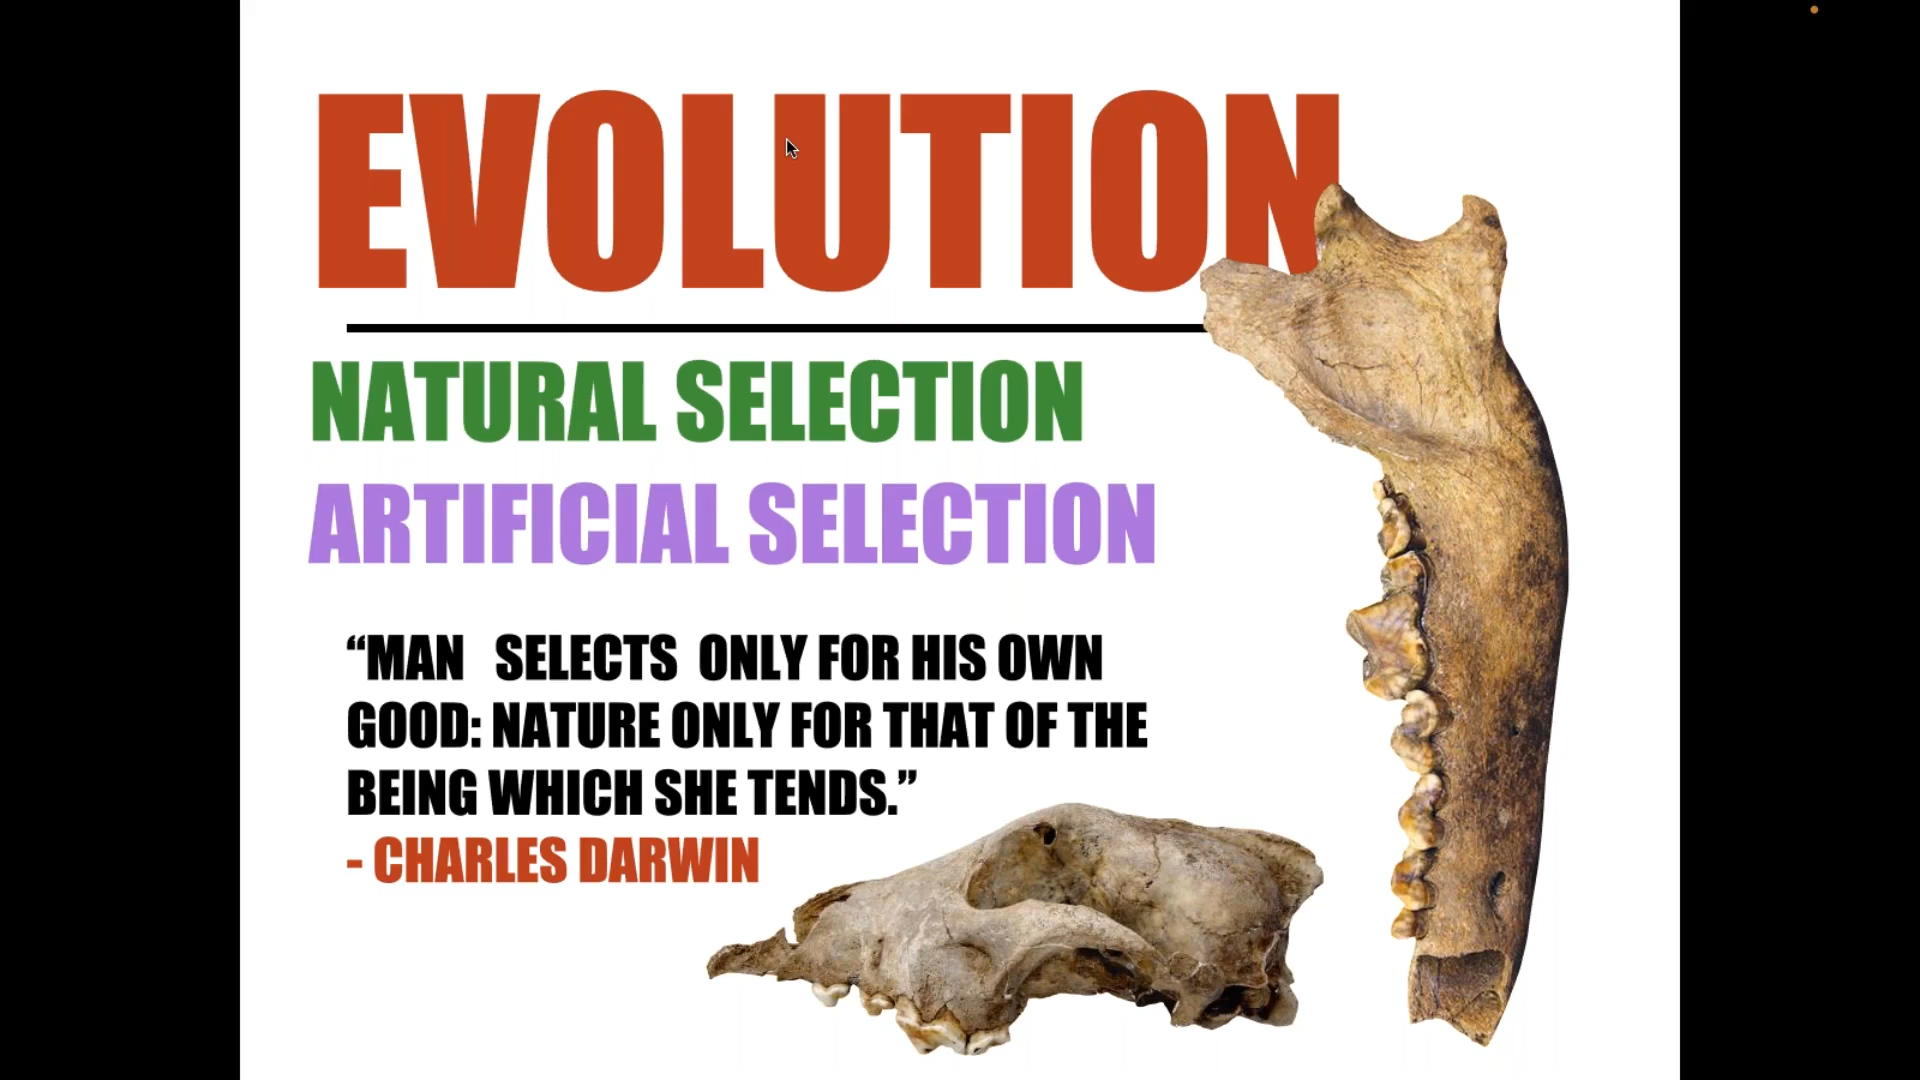 EVOLUTION
NATURAL SELECTION
ARTIFICIAL SELECTION
“MAN SELECTS ONLY FOR HIS OWN
GOOD: NATURE ONLY FOR THAT OF THE
BEING WHICH SHE TENDS.”
- CHARLES DARWIN